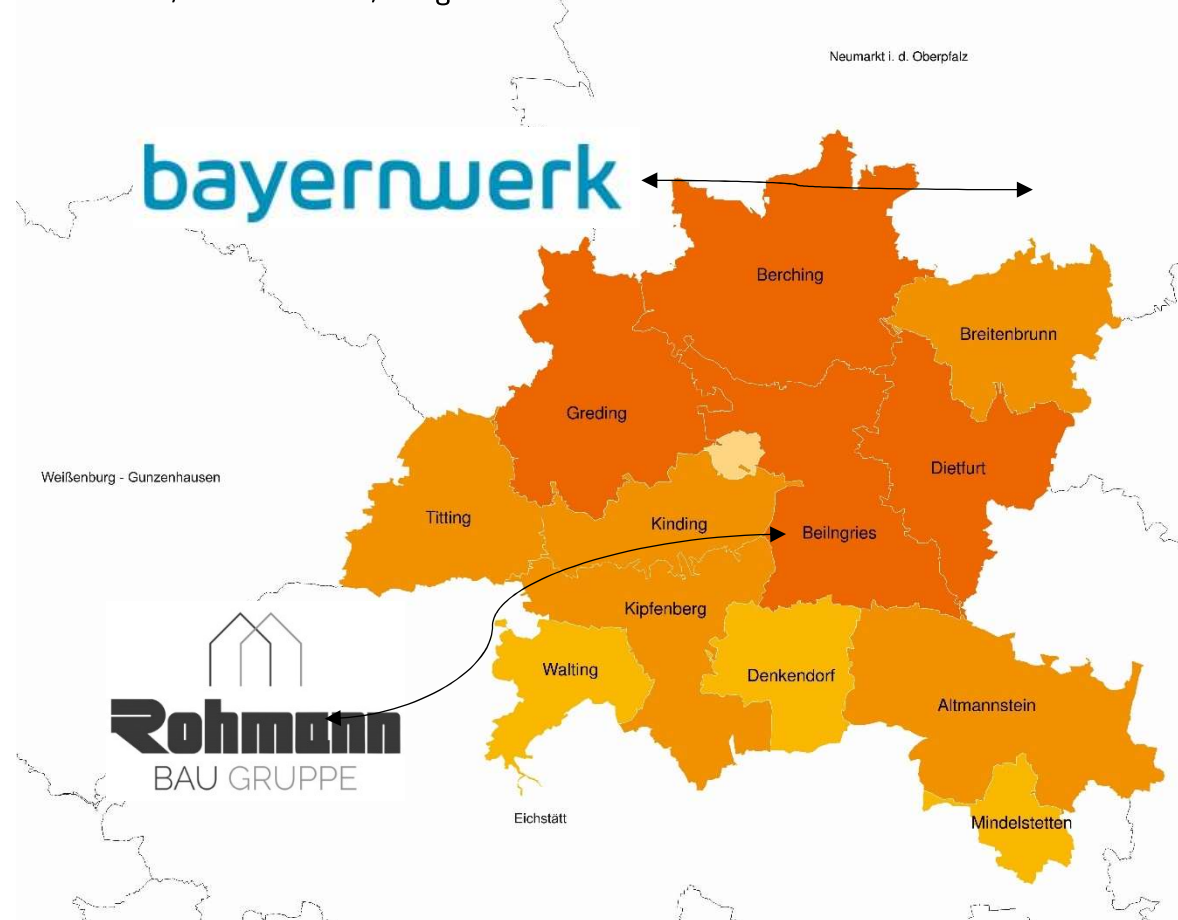 Neumarkt i. d. Oberpfalz
bayernwerk
Berching
Breitenbrunn
Greding
Dietfurt
Weißenburg - Gunzenhausen
Titting
Kinding
Beilngries
Kipfenberg
Walting
Denkendorf
Altmannstein
Rohmann
BAU GRUPPE
Eichstätt
Mindelstetten